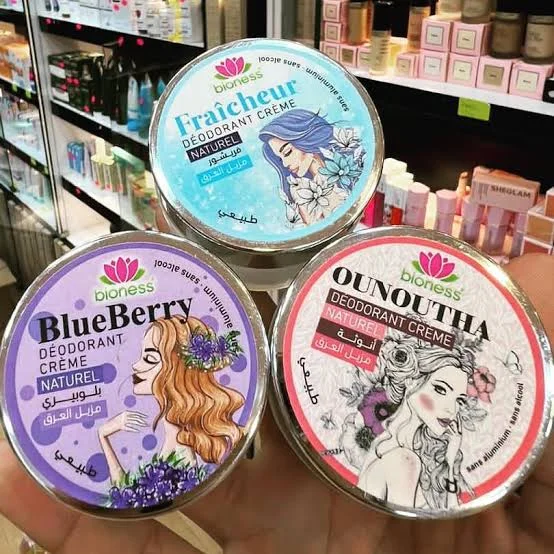 bioness
Fraîcheur
DÉODORANT CRÈME
NATUREL
فريشور
مزيل العرق
طبيعي
sans aluminium · sans alcool
bioness
BlueBerry
DÉODORANT
CRÈME
NATUREL
بلوبيري
مزيل العرق
طبيعي
sans aluminium · sans alcool
bioness
OUNOUTHA
DEODORANT CRÈME
NATUREL
أنوثة
مزيل العرق
طبيعي
sans aluminium · sans alcool
SHEGLAM